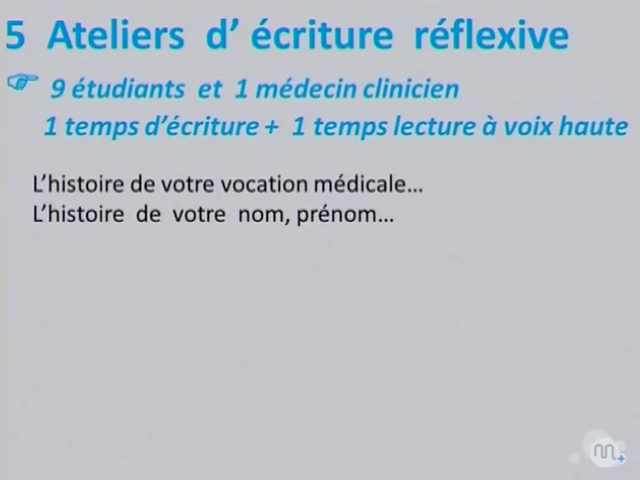 5 Ateliers d' écriture réflexive
☞ 9 étudiants et 1 médecin clinicien
1 temps d'écriture + 1 temps lecture à voix haute
L'histoire de votre vocation médicale…
L'histoire de votre nom, prénom…